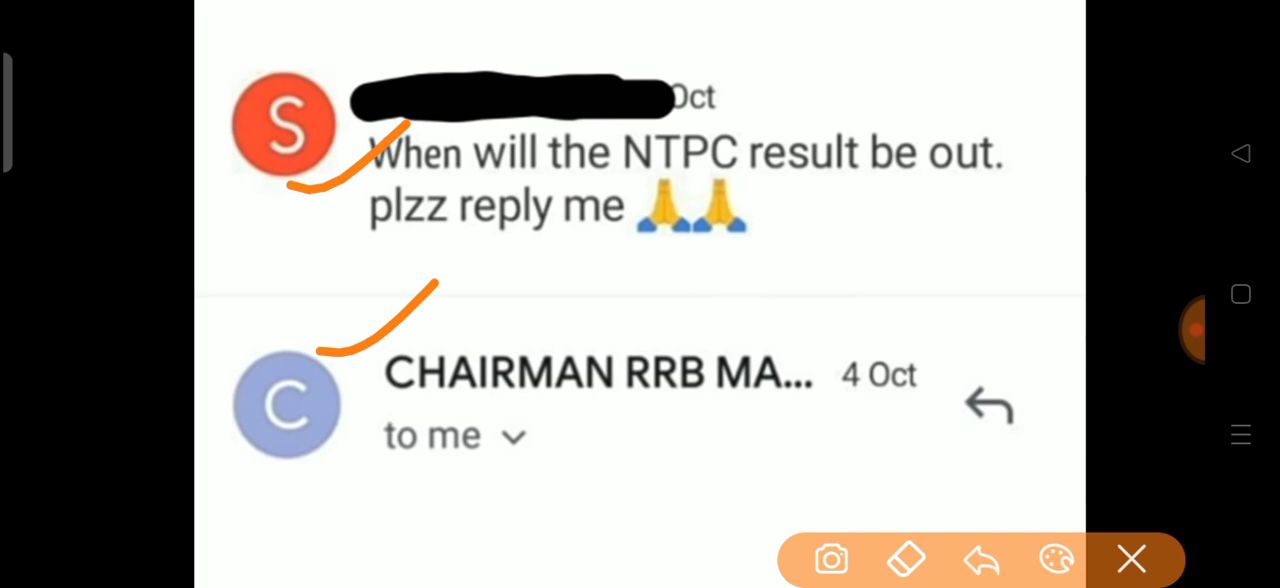 S
Oct
When will the NTPC result be out.
plzz reply me 🙏🙏
C
CHAIRMAN RRB MA... 4 Oct
to me